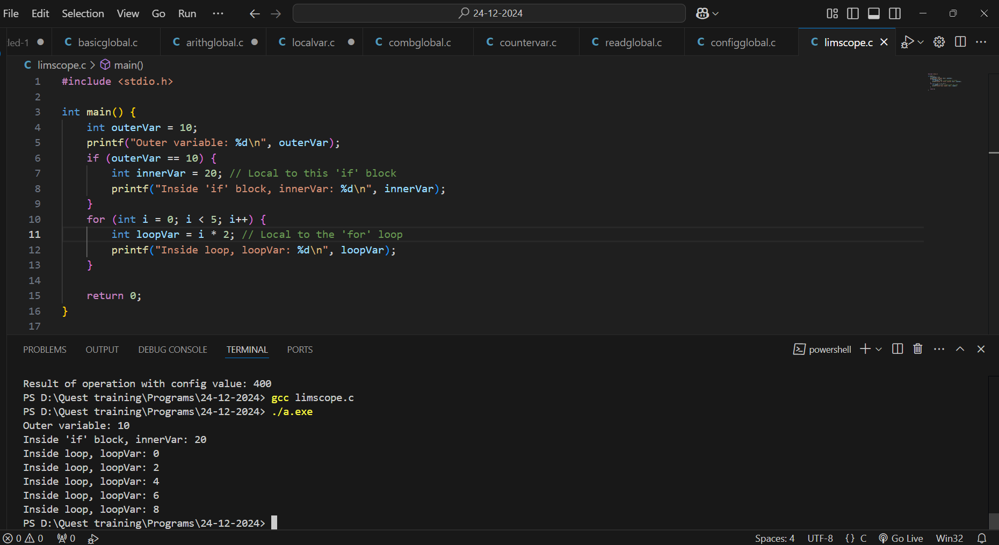 File Edit Selection View Go Run ··· 24-12-2024
led-1 basicglobal.c arithglobal.c localvar.c combglobal.c countervar.c readglobal.c configglobal.c limscope.c
C limscope.c > main()
1 #include <stdio.h>
2
3 int main() {
4     int outerVar = 10;
5     printf("Outer variable: %d\n", outerVar);
6     if (outerVar == 10) {
7         int innerVar = 20; // Local to this 'if' block
8         printf("Inside 'if' block, innerVar: %d\n", innerVar);
9     }
10     for (int i = 0; i < 5; i++) {
11         int loopVar = i * 2; // Local to the 'for' loop
12         printf("Inside loop, loopVar: %d\n", loopVar);
13     }
14
15     return 0;
16 }
17
PROBLEMS OUTPUT DEBUG CONSOLE TERMINAL PORTS powershell
Result of operation with config value: 400
PS D:\Quest training\Programs\24-12-2024> gcc limscope.c
PS D:\Quest training\Programs\24-12-2024> ./a.exe
Outer variable: 10
Inside 'if' block, innerVar: 20
Inside loop, loopVar: 0
Inside loop, loopVar: 2
Inside loop, loopVar: 4
Inside loop, loopVar: 6
Inside loop, loopVar: 8
PS D:\Quest training\Programs\24-12-2024>
0 0 0 Spaces: 4 UTF-8 {} C Go Live Win32